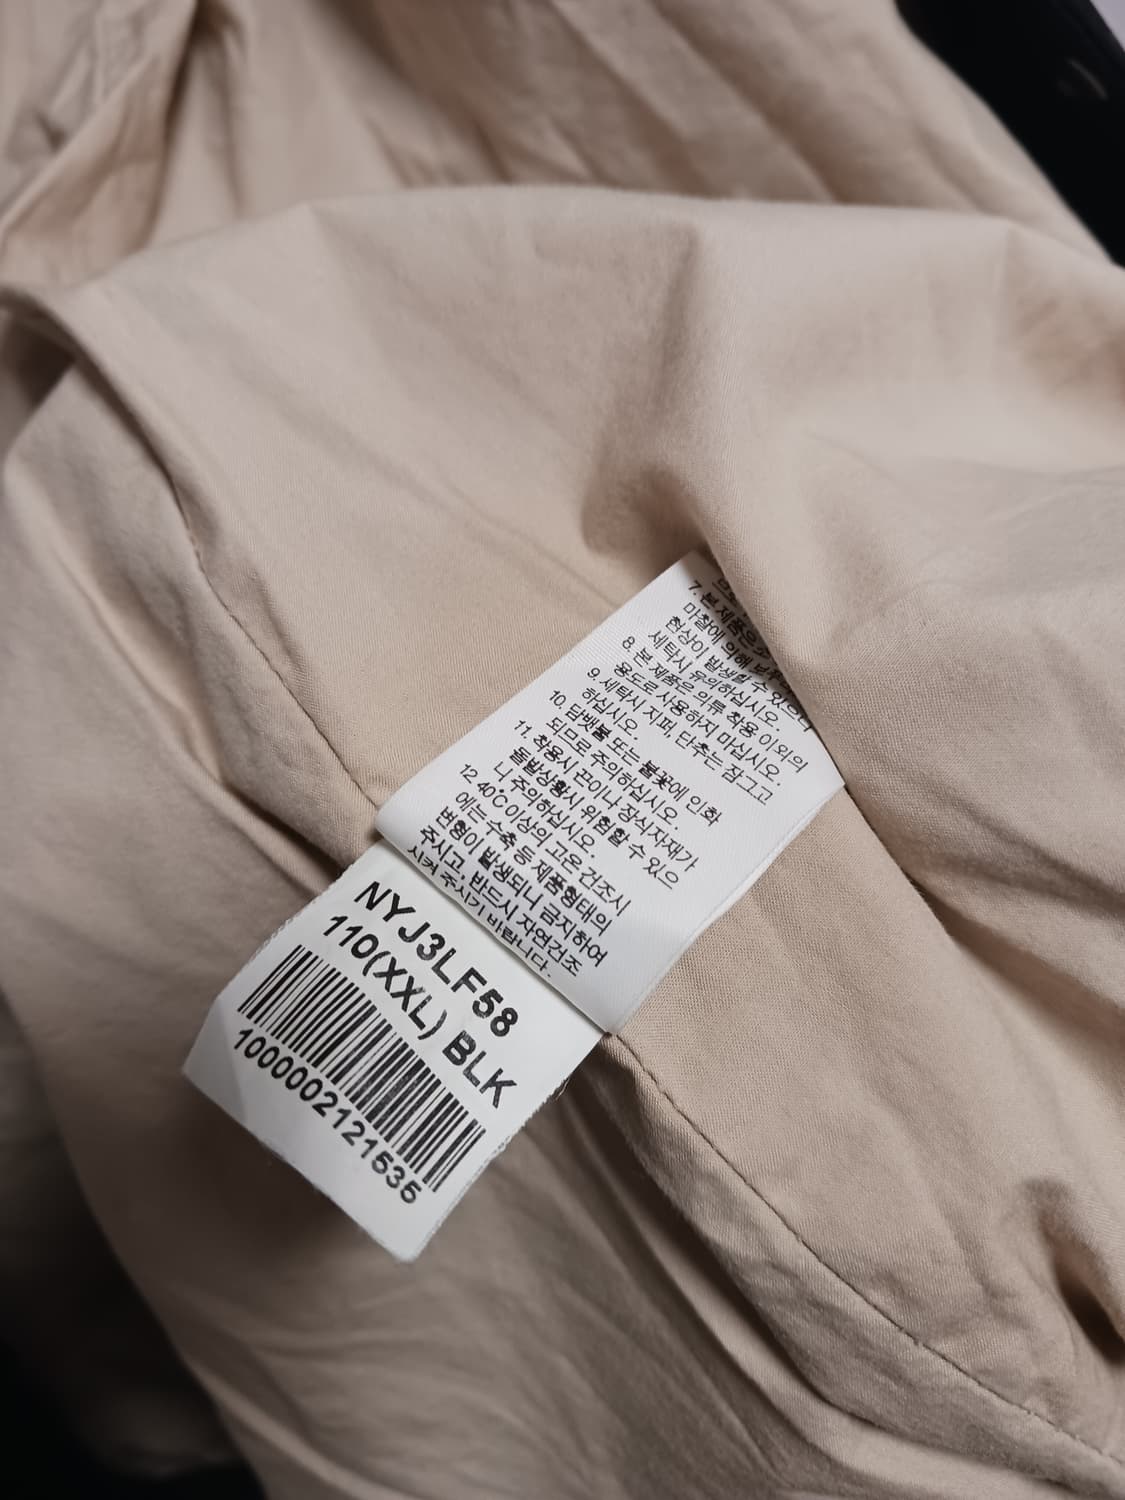 7. 본 제품은
마찰에 의해
현상이 발생할 수 있으므로
세탁시 유의하십시오.
8. 본 제품은 의류 착용 이외의
용도로 사용하지 마십시오.
9. 세탁시 지퍼, 단추는 잠그고
하십시오.
10. 담뱃불 또는 불꽃에 인화
되므로 주의하십시오.
11. 착용시 끈이나 장식자재가
돌발상황시 위험할 수 있으
니 주의하십시오.
12. 40℃ 이상의 고온 건조시
에는 수축 등 제품형태의
변형이 발생되니 금지하여
주시고, 반드시 자연건조
시켜 주시기 바랍니다.
NYJ3LF58
110(XXL) BLK
1000002121535